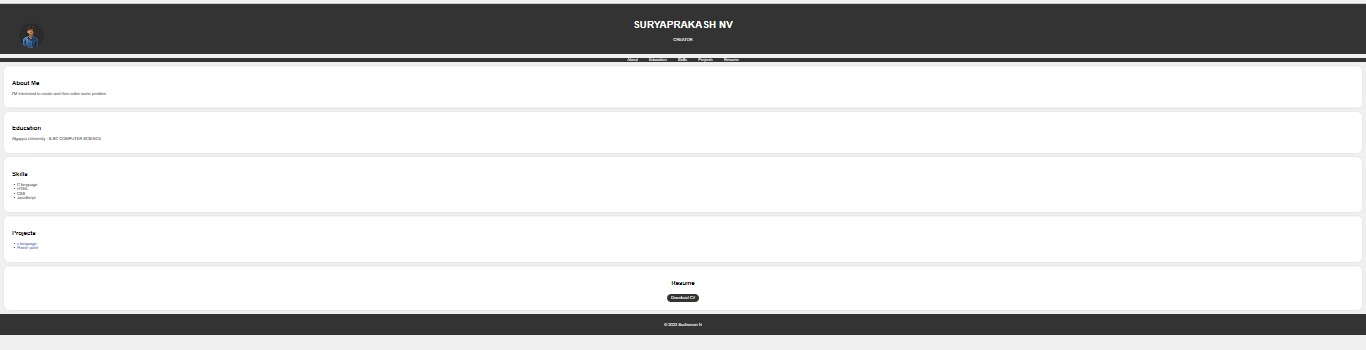 SURYAPRAKASH NV
CREATOR
About Education Skills Projects Resume
About Me
I'M interested to create and then solve some problem
Education
Alagappa University - B.SC COMPUTER SCIENCE
Skills
• C language
• HTML
• CSS
• JavaScript
Projects
• c language
• Power point
Resume
Download CV
© 2023 N